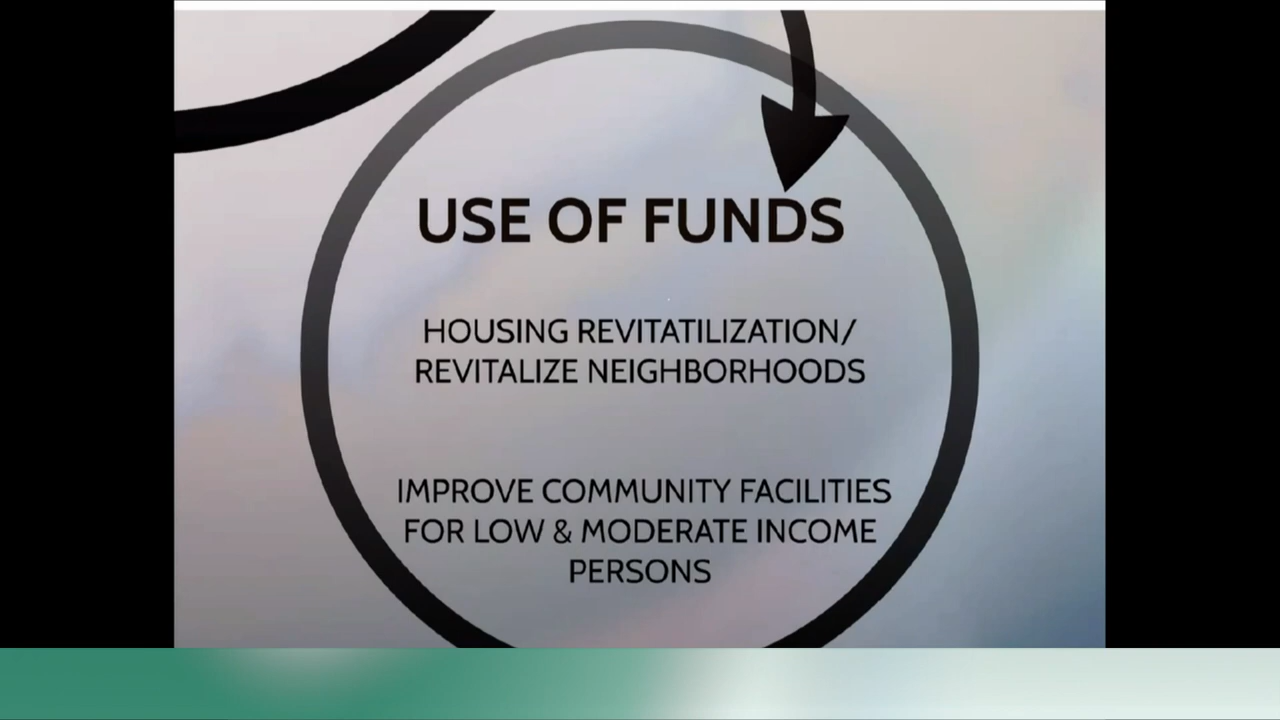 USE OF FUNDS
HOUSING REVITATILIZATION/
REVITALIZE NEIGHBORHOODS
IMPROVE COMMUNITY FACILITIES
FOR LOW & MODERATE INCOME
PERSONS